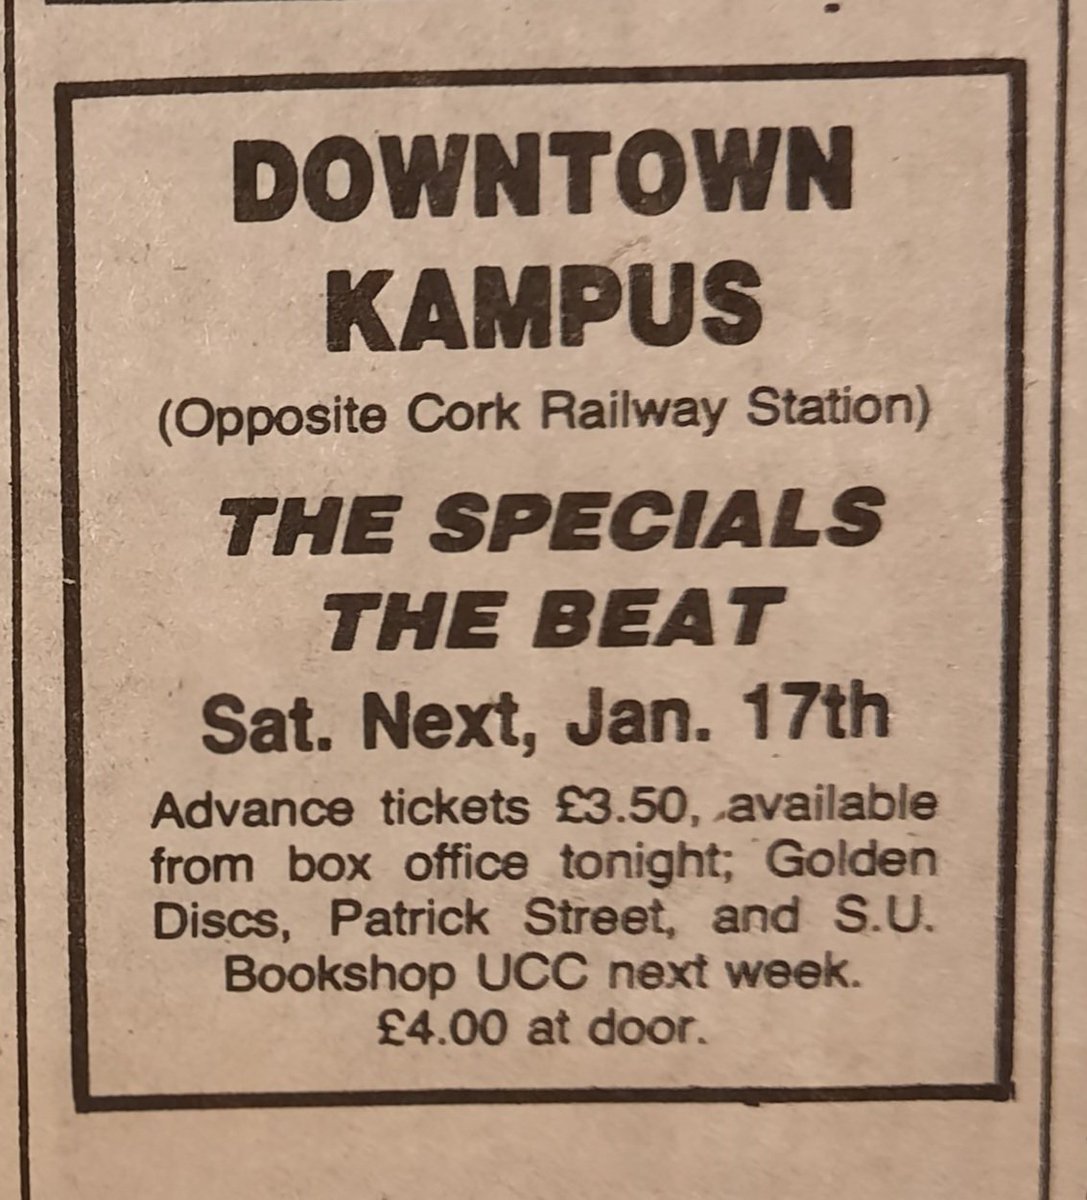 DOWNTOWN
KAMPUS
(Opposite Cork Railway Station)
THE SPECIALS
THE BEAT
Sat. Next, Jan. 17th
Advance tickets £3.50, available
from box office tonight; Golden
Discs, Patrick Street, and S.U.
Bookshop UCC next week.
£4.00 at door.